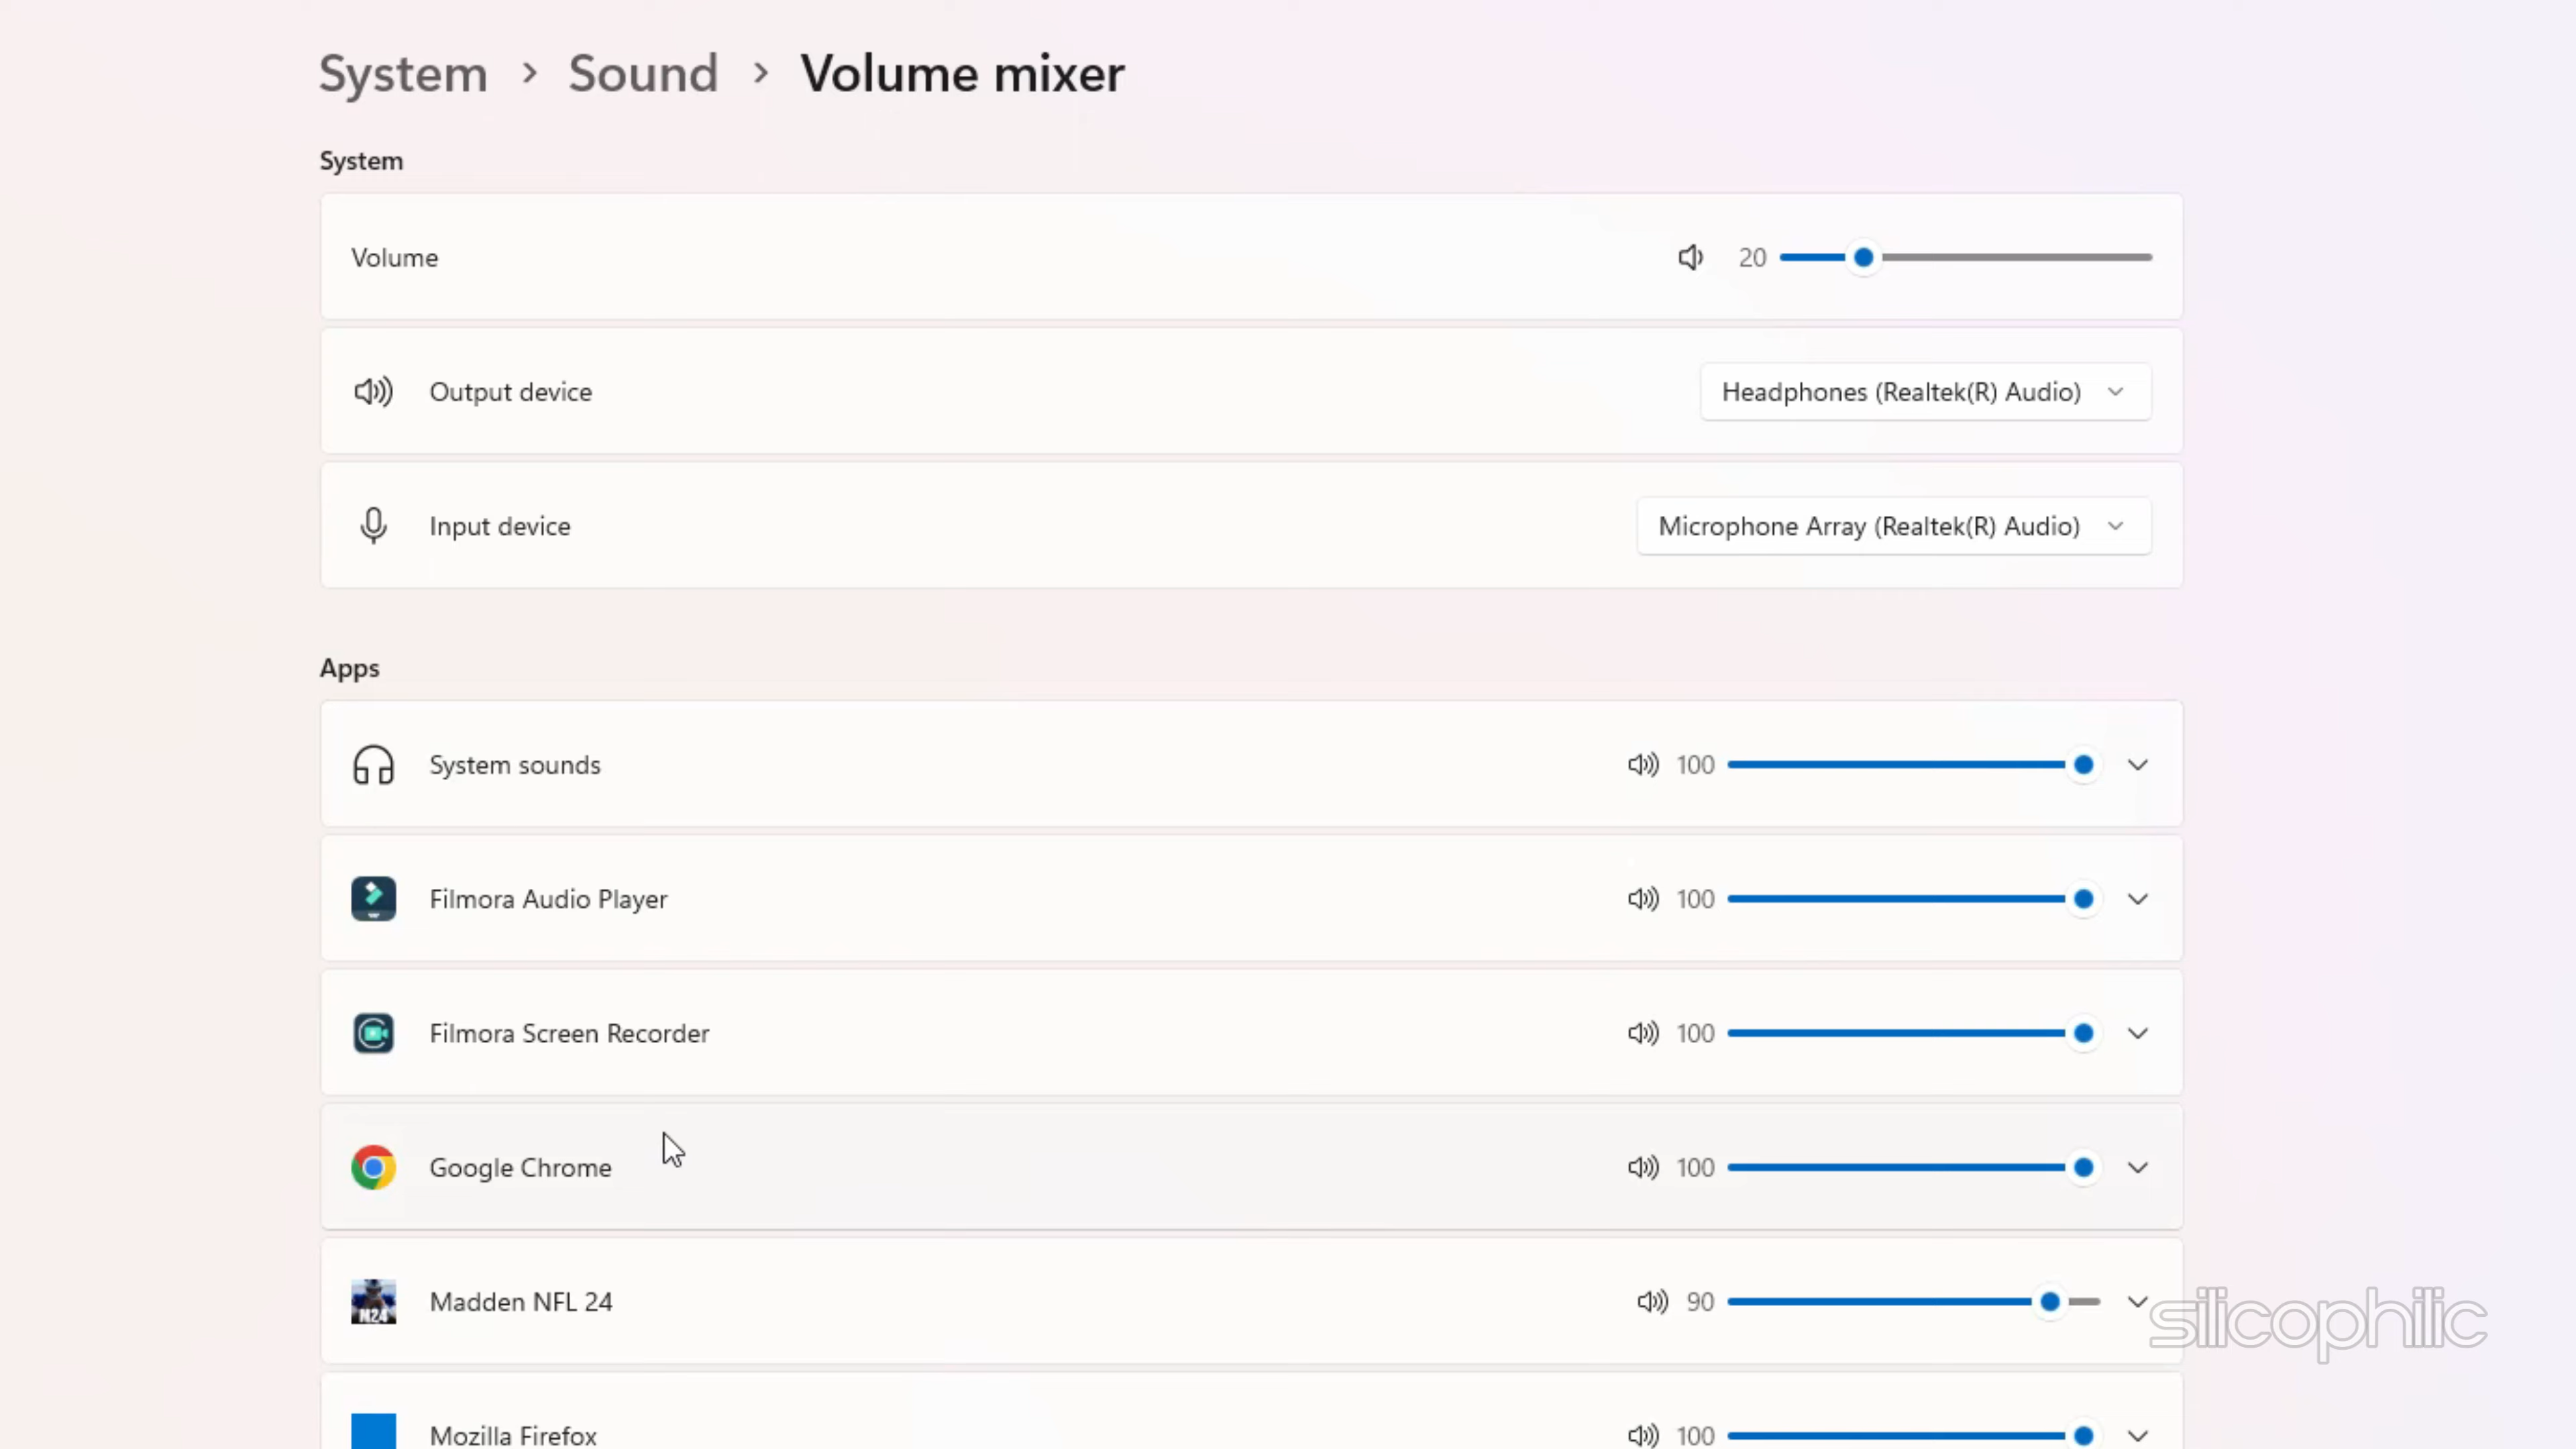 System > Sound > Volume mixer
System
Volume 20
Output device Headphones (Realtek(R) Audio)
Input device Microphone Array (Realtek(R) Audio)
Apps
System sounds 100
Filmora Audio Player 100
Filmora Screen Recorder 100
Google Chrome 100
N24 Madden NFL 24 90
silicophilic
Mozilla Firefox 100